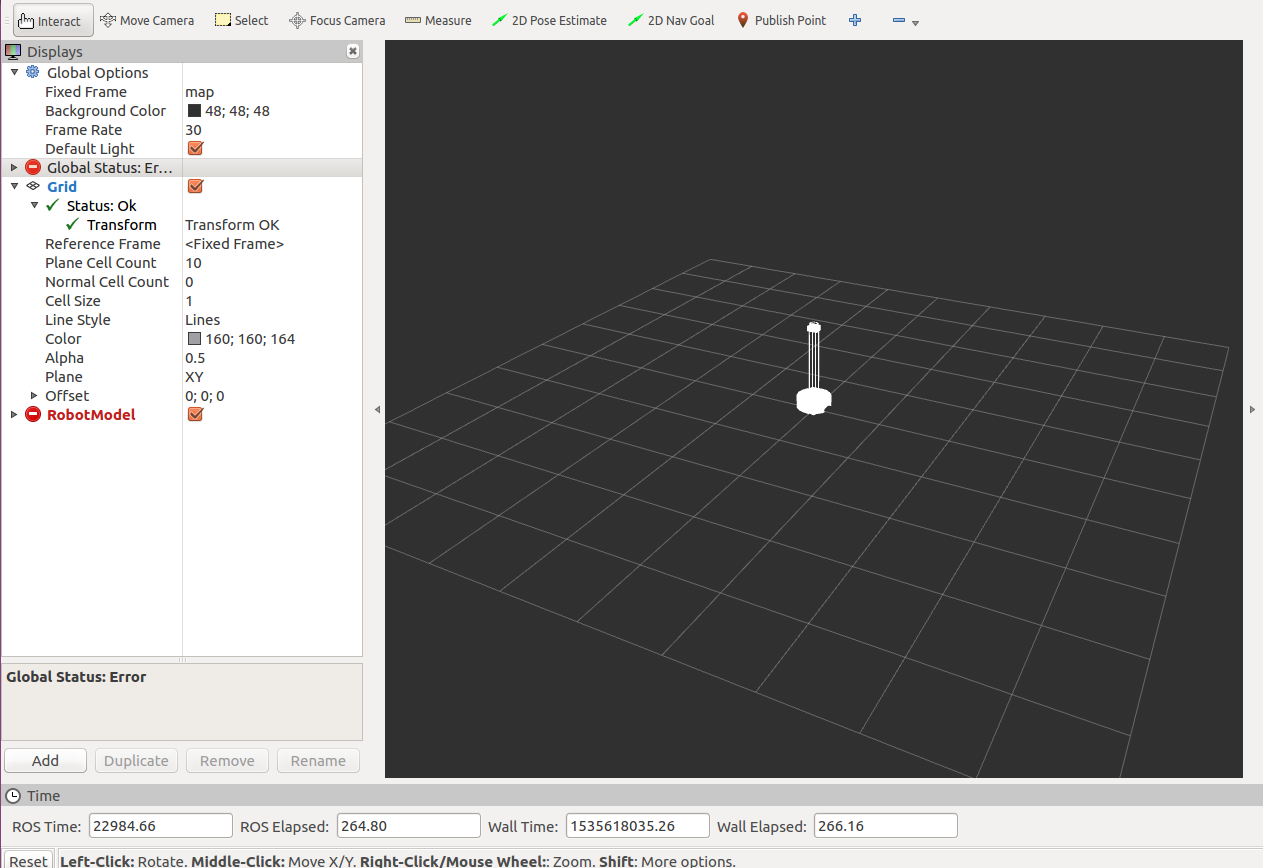 Interact Move Camera Select Focus Camera Measure 2D Pose Estimate 2D Nav Goal Publish Point
Displays
Global Options
Fixed Frame map
Background Color 48; 48; 48
Frame Rate 30
Default Light
Global Status: Er...
Grid
Status: Ok
Transform Transform OK
Reference Frame <Fixed Frame>
Plane Cell Count 10
Normal Cell Count 0
Cell Size 1
Line Style Lines
Color 160; 160; 164
Alpha 0.5
Plane XY
Offset 0; 0; 0
RobotModel
Global Status: Error
Add Duplicate Remove Rename
Time
ROS Time: 22984.66 ROS Elapsed: 264.80 Wall Time: 1535618035.26 Wall Elapsed: 266.16
Reset Left-Click: Rotate. Middle-Click: Move X/Y. Right-Click/Mouse Wheel:: Zoom. Shift: More options.